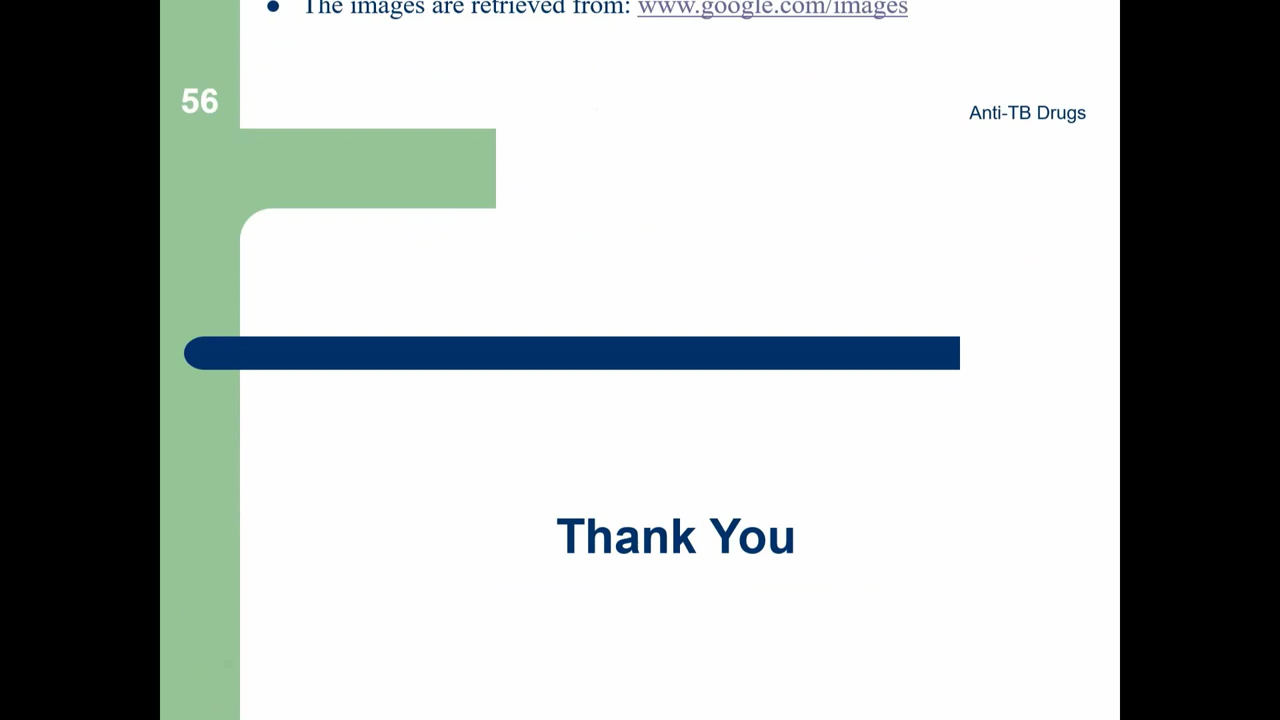 ● The images are retrieved from: www.google.com/images
56
Anti-TB Drugs
Thank You